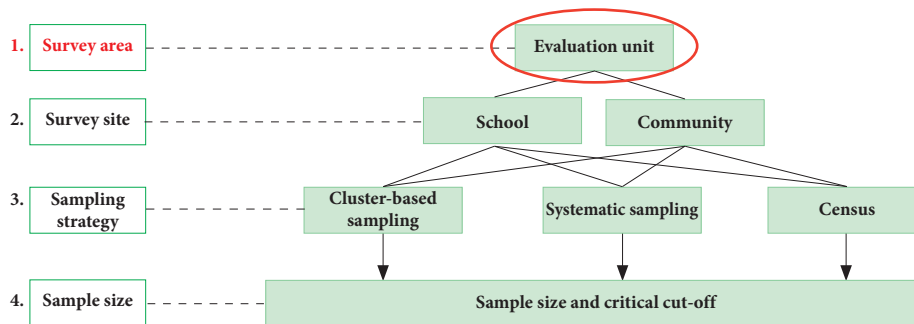 1. Survey area
Evaluation unit
2. Survey site
School
Community
3. Sampling
strategy
Cluster-based
sampling
Systematic sampling
Census
4. Sample size
Sample size and critical cut-off